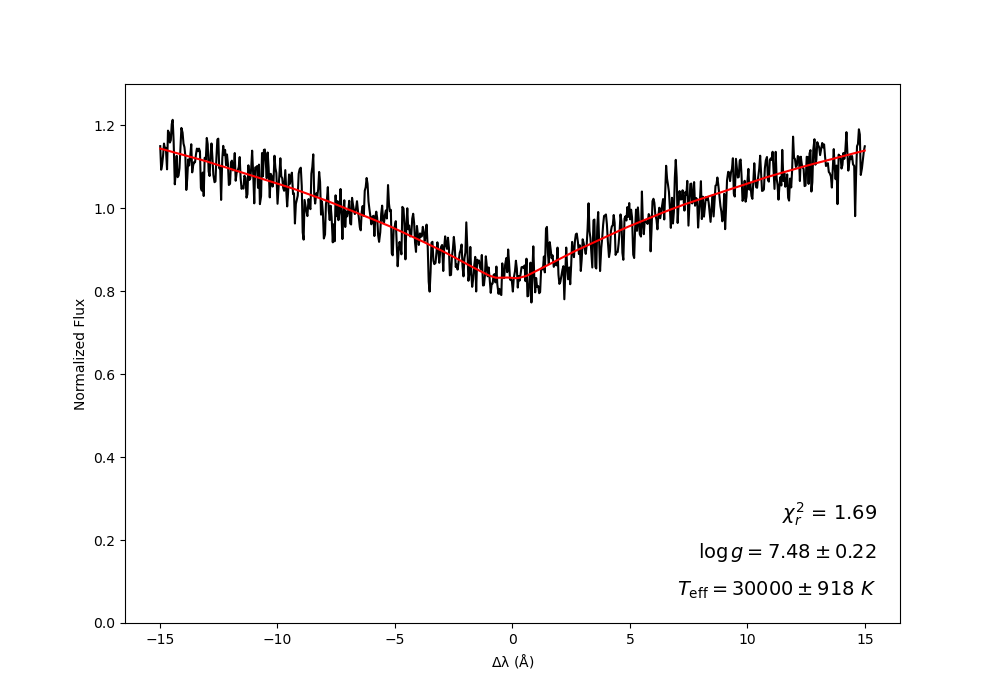 1.2
1.0
0.8
0.6
0.4
0.2
0.0
Normalized Flux
χ²ᵣ = 1.69
log g = 7.48 ± 0.22
T_eff = 30000 ± 918 K
−15 −10 −5 0 5 10 15
Δλ (Å)